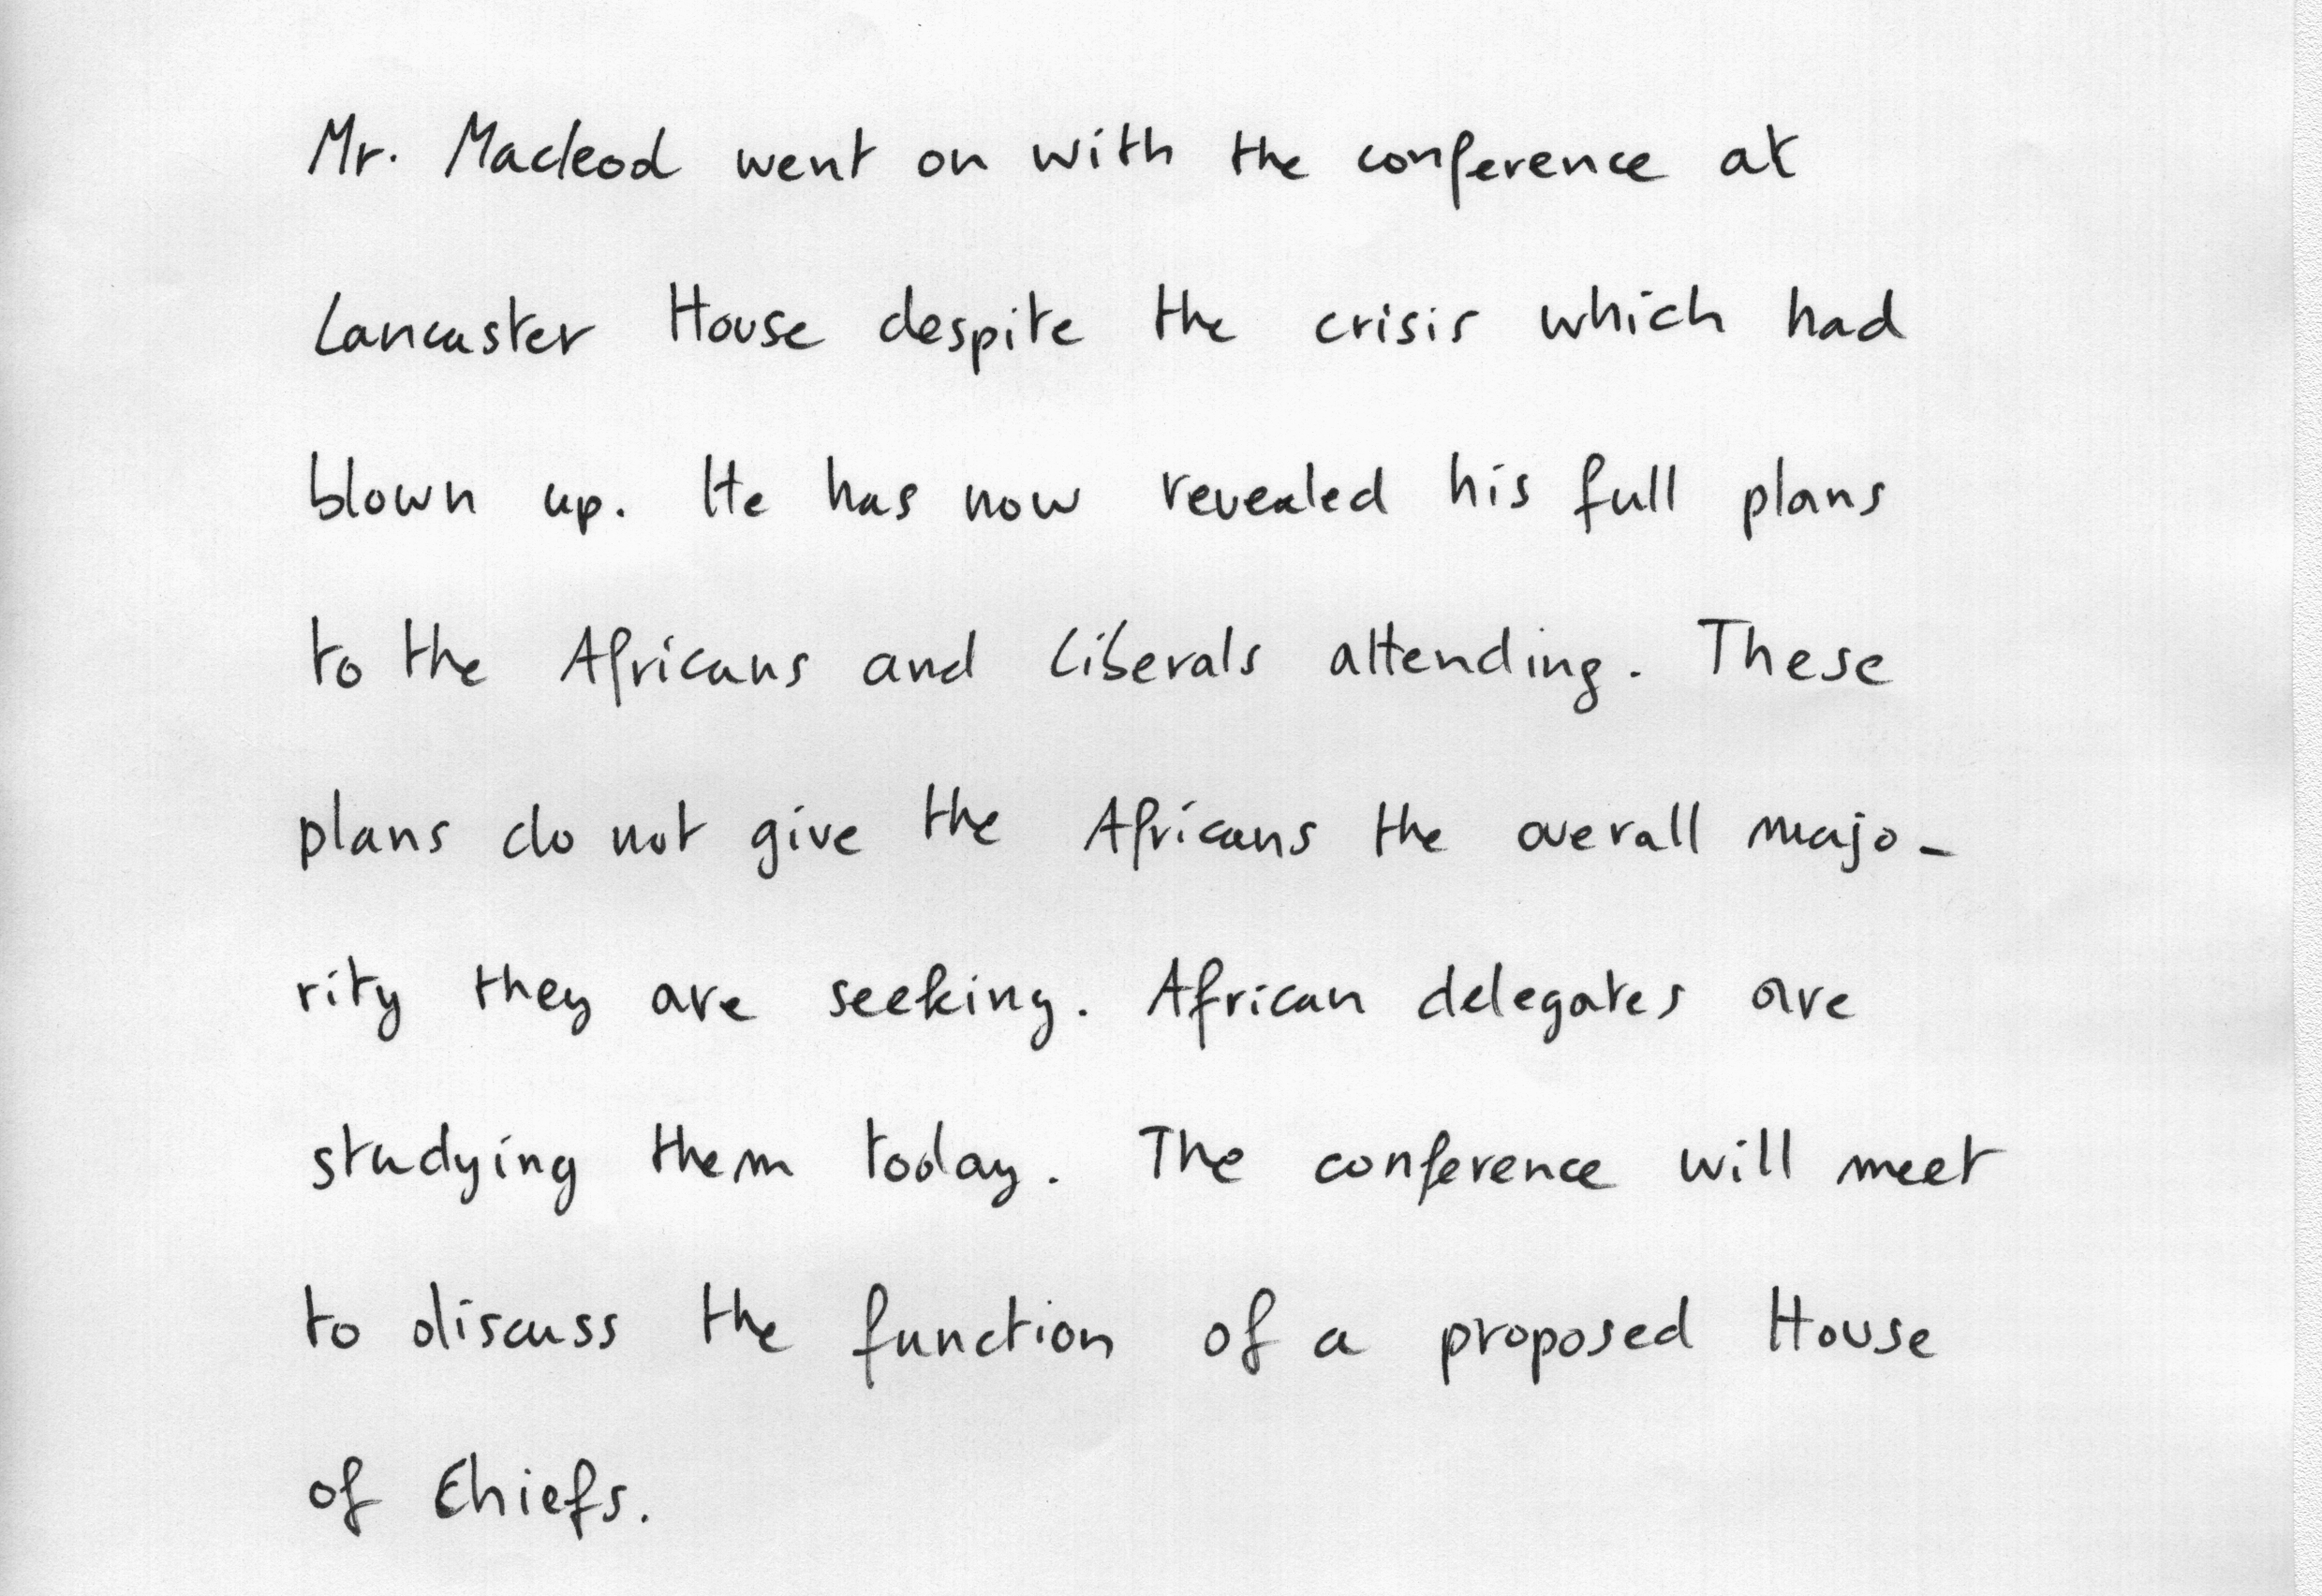 Mr. Macleod went on with the conference at
Lancaster House despite the crisis which had
blown up. He has now revealed his full plans
to the Africans and Liberals attending. These
plans do not give the Africans the overall majo-
rity they are seeking. African delegates are
studying them today. The conference will meet
to discuss the function of a proposed House
of Chiefs.